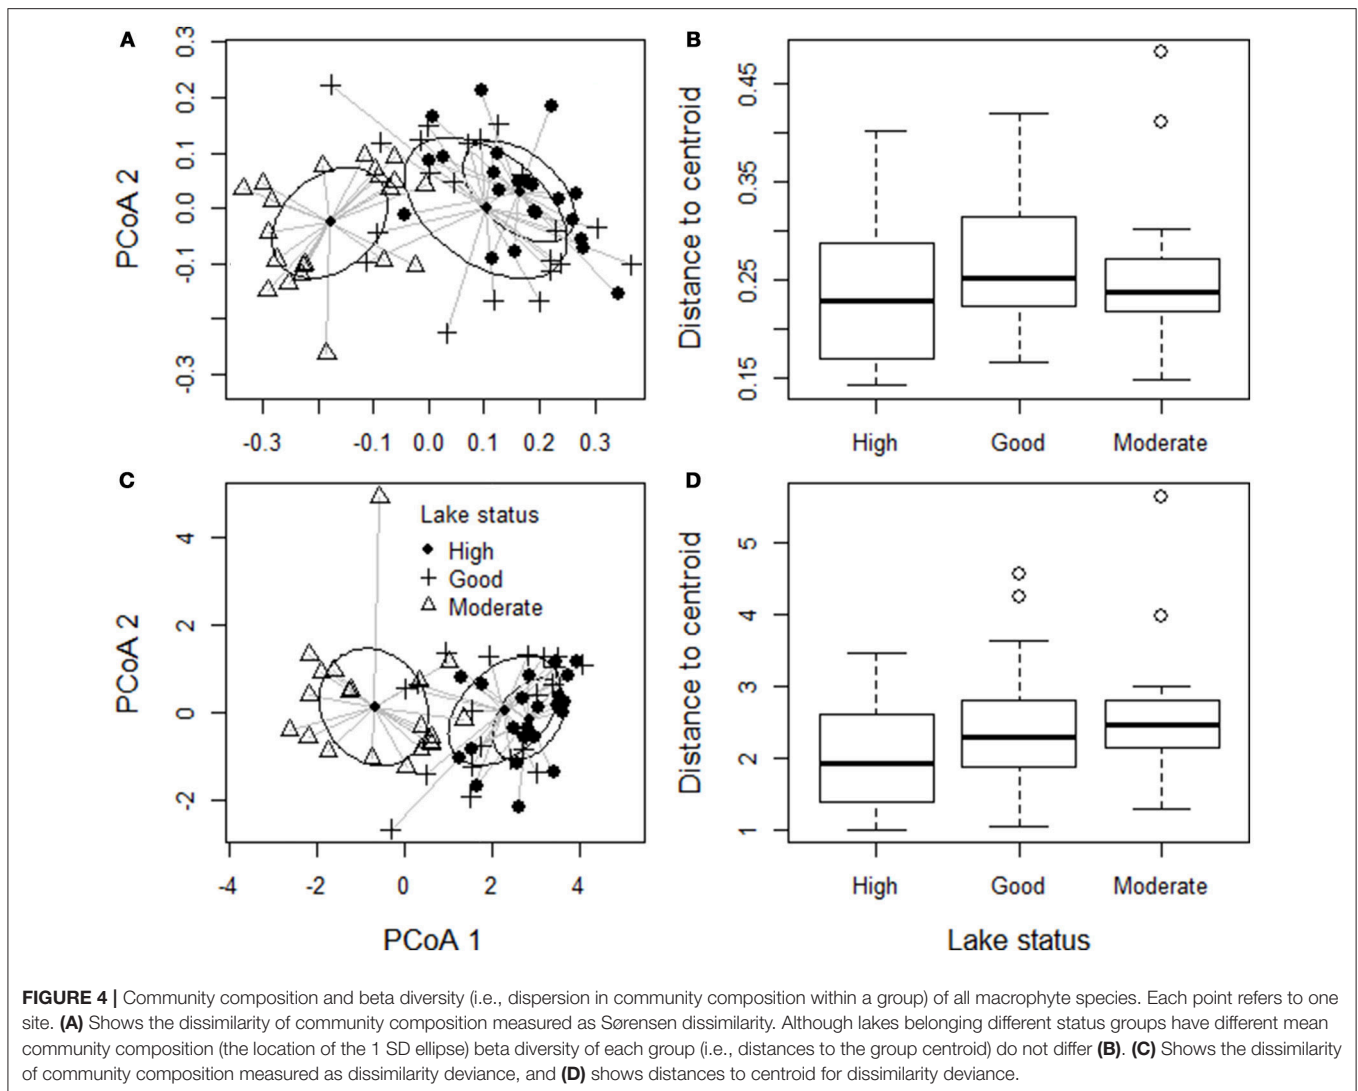 A
0.3
0.2
0.1
0.0
-0.1
-0.3
PCoA 2
-0.3
-0.1
0.0
0.1
0.2
0.3
B
0.45
0.35
0.25
0.15
Distance to centroid
High
Good
Moderate
C
4
2
0
-2
PCoA 2
Lake status
High
Good
Moderate
-4
-2
0
2
4
PCoA 1
D
5
4
3
2
1
Distance to centroid
High
Good
Moderate
Lake status
FIGURE 4 | Community composition and beta diversity (i.e., dispersion in community composition within a group) of all macrophyte species. Each point refers to one
site. (A) Shows the dissimilarity of community composition measured as Sørensen dissimilarity. Although lakes belonging different status groups have different mean
community composition (the location of the 1 SD ellipse) beta diversity of each group (i.e., distances to the group centroid) do not differ (B). (C) Shows the dissimilarity
of community composition measured as dissimilarity deviance, and (D) shows distances to centroid for dissimilarity deviance.